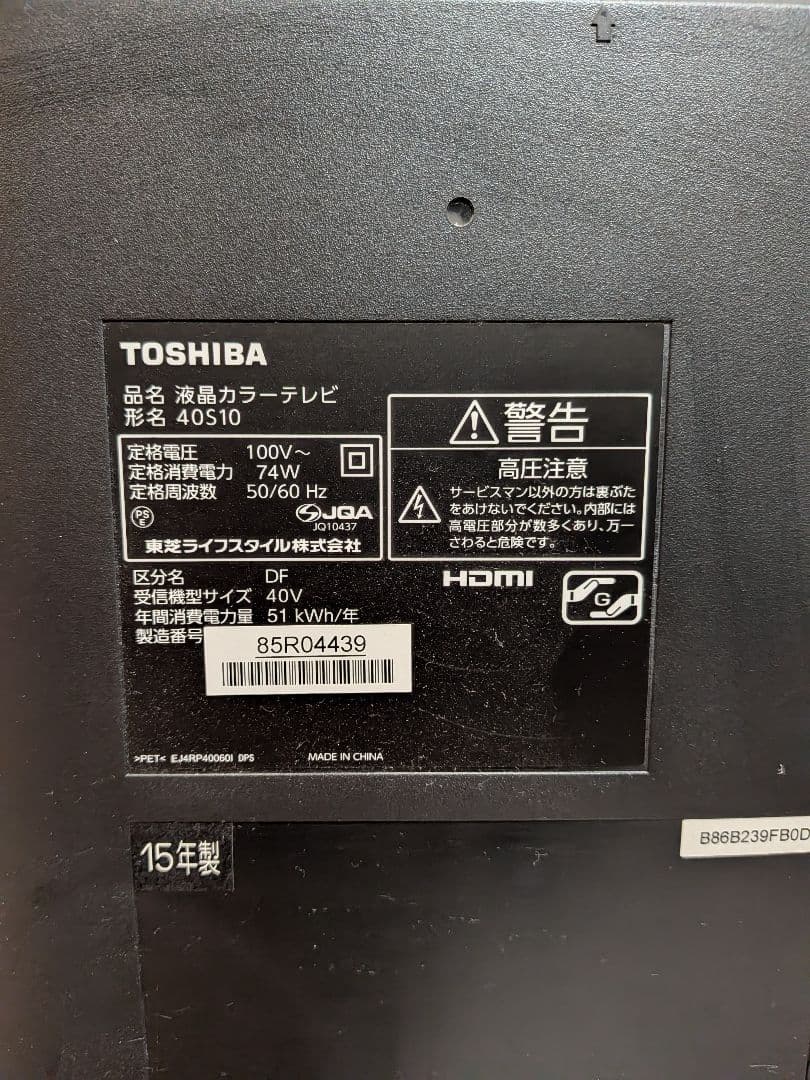 TOSHIBA
品名 液晶カラーテレビ
形名 40S10
定格電圧 100V～
定格消費電力 74W
定格周波数 50/60 Hz
PS
E
JQA
JQ10437
東芝ライフスタイル株式会社
警告
高圧注意
サービスマン以外の方は裏ぶた
をあけないでください。内部には
高電圧部分が数多くあり、万一
さわると危険です。
区分名 DF
受信機型サイズ 40V
年間消費電力量 51 kWh/年
製造番号
85R04439
HDMI
G
>PET< EJ4RP40060I DPS
MADE IN CHINA
15年製
B86B239FB0D